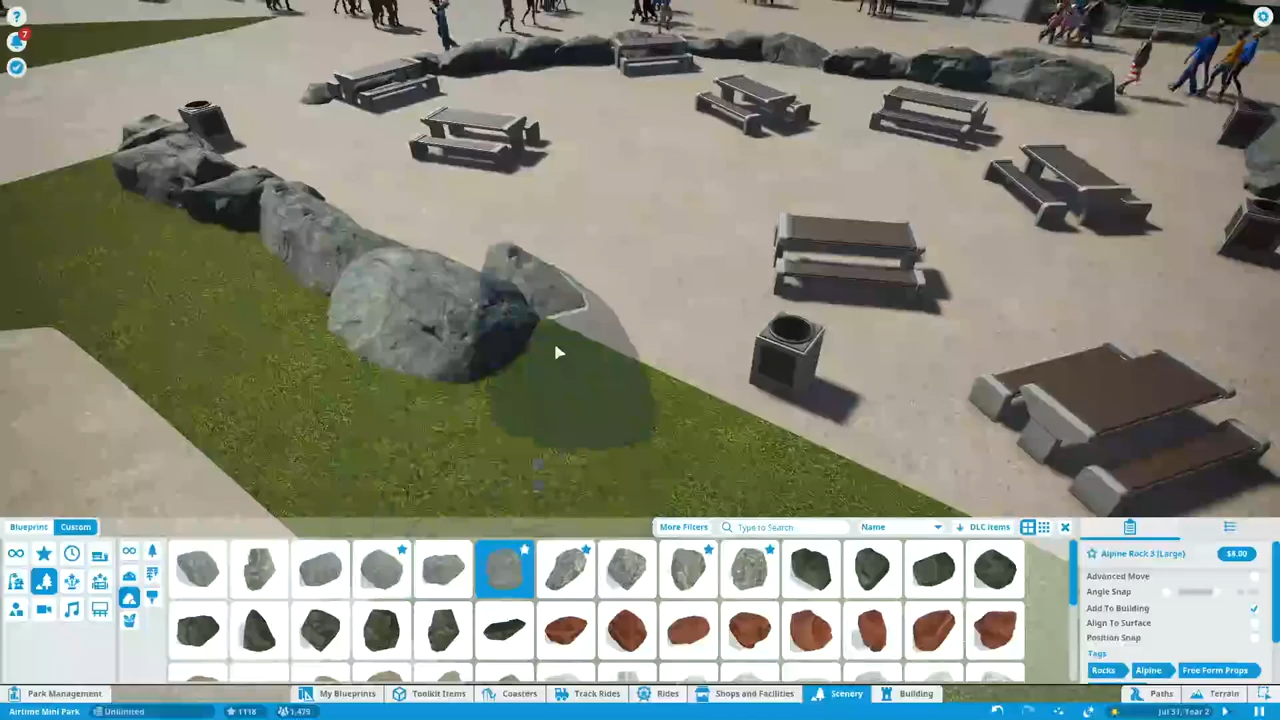 ?
7
Blueprint Custom
More Filters Type to Search Name DLC items
Alpine Rock 3 (Large) $8.00
Advanced Move
Angle Snap
Add To Building
Align To Surface
Position Snap
Tags
Rocks Alpine Free Form Props
Park Management My Blueprints Toolkit Items Coasters Track Rides Rides Shops and Facilities Scenery Building Paths Terrain
Airtime Mini Park Unlimited 1118 1,479 Jul 31, Year 2